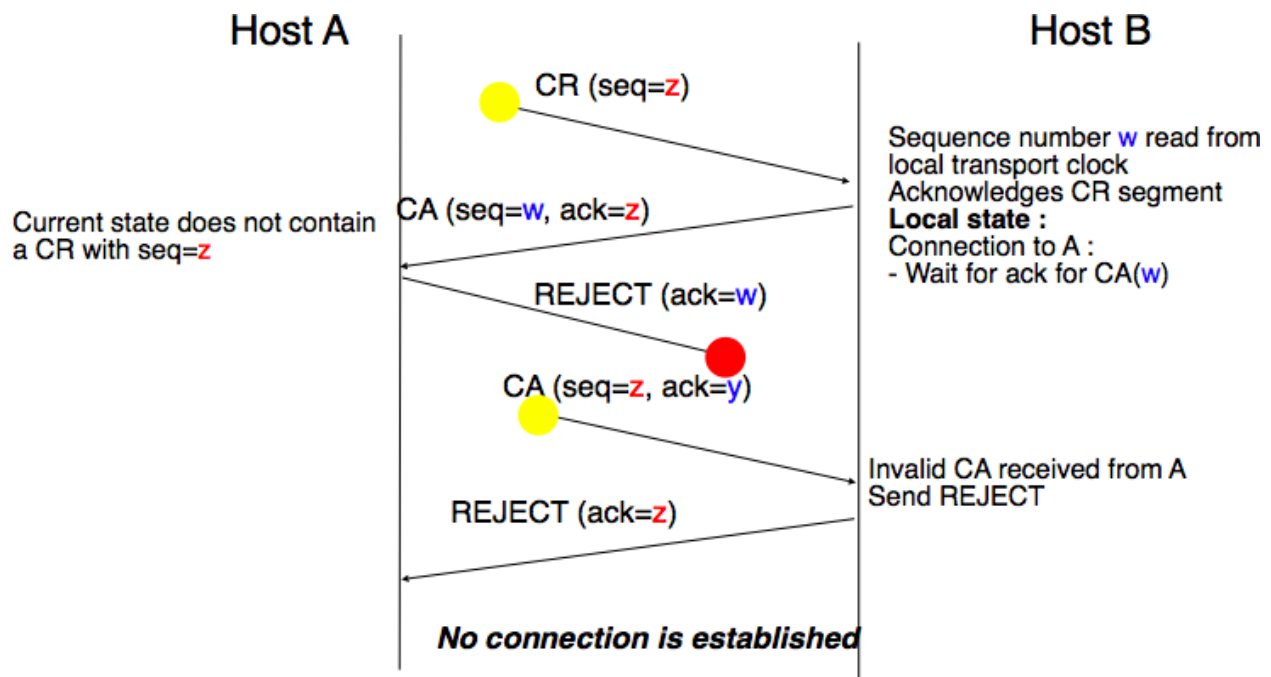 Host A
Host B
CR (seq=z)
Sequence number w read from
local transport clock
Acknowledges CR segment
Local state :
Connection to A :
- Wait for ack for CA(w)
CA (seq=w, ack=z)
Current state does not contain
a CR with seq=z
REJECT (ack=w)
CA (seq=z, ack=y)
Invalid CA received from A
Send REJECT
REJECT (ack=z)
No connection is established